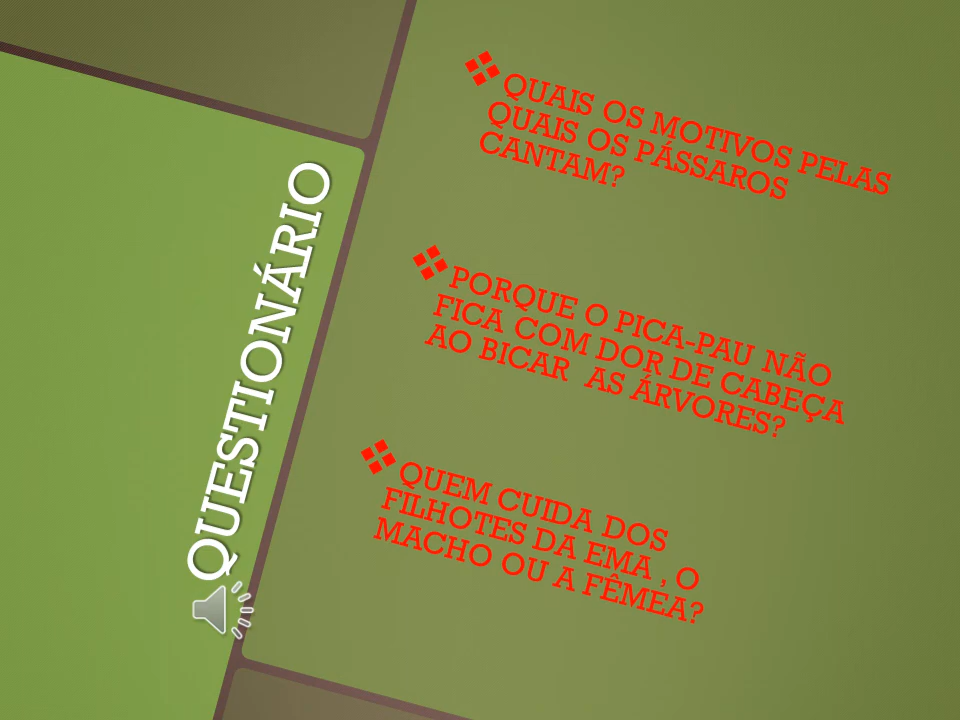 QUESTIONÁRIO
QUAIS OS MOTIVOS PELAS
QUAIS OS PÁSSAROS
CANTAM?
PORQUE O PICA-PAU NÃO
FICA COM DOR DE CABEÇA
AO BICAR AS ÁRVORES?
QUEM CUIDA DOS
FILHOTES DA EMA , O
MACHO OU A FÊMEA?